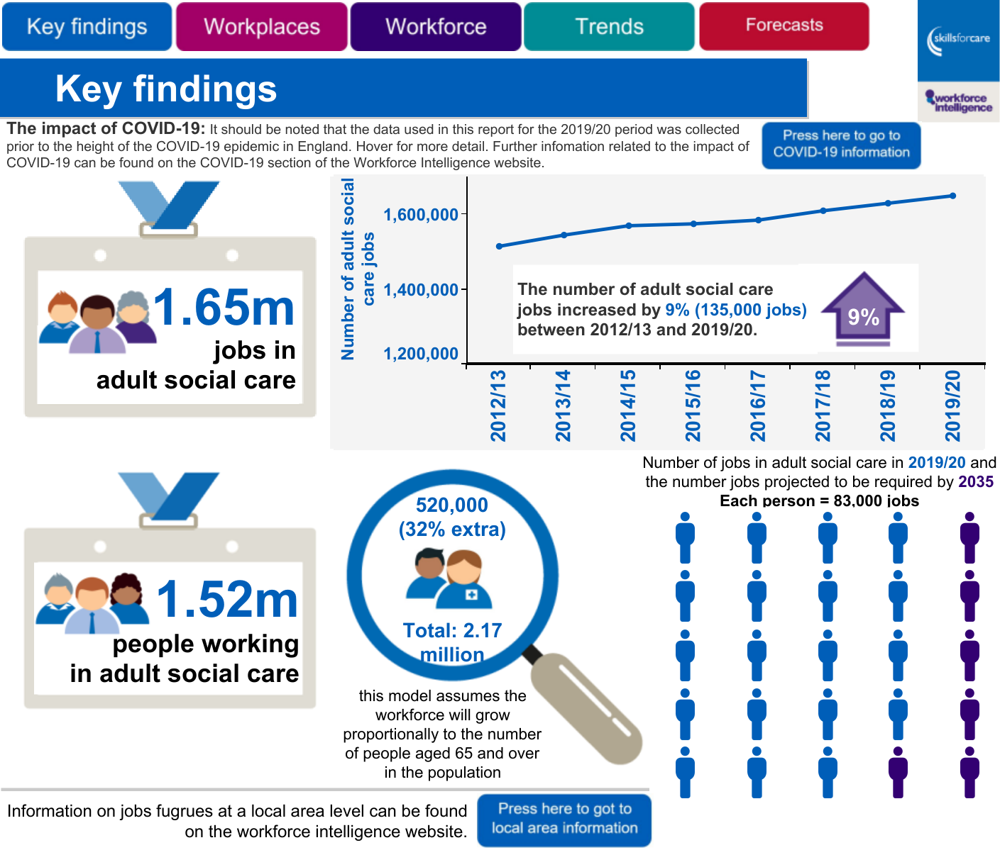 Key findings
Workplaces
Workforce
Trends
Forecasts
skillsforcare
workforce
intelligence
Key findings
The impact of COVID-19: It should be noted that the data used in this report for the 2019/20 period was collected
prior to the height of the COVID-19 epidemic in England. Hover for more detail. Further infomation related to the impact of
COVID-19 can be found on the COVID-19 section of the Workforce Intelligence website.
Press here to go to
COVID-19 information
1.65m
jobs in
adult social care
Number of adult social
care jobs
1,600,000
1,400,000
1,200,000
The number of adult social care
jobs increased by 9% (135,000 jobs)
between 2012/13 and 2019/20.
9%
2012/13
2013/14
2014/15
2015/16
2016/17
2017/18
2018/19
2019/20
1.52m
people working
in adult social care
520,000
(32% extra)
Total: 2.17
million
this model assumes the
workforce will grow
proportionally to the number
of people aged 65 and over
in the population
Number of jobs in adult social care in 2019/20 and
the number jobs projected to be required by 2035
Each person = 83,000 jobs
Information on jobs fugrues at a local area level can be found
on the workforce intelligence website.
Press here to got to
local area information